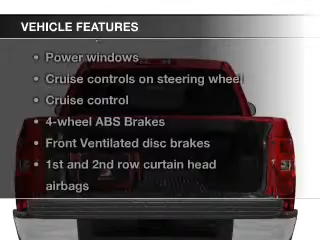 VEHICLE FEATURES
• Power windows
• Cruise controls on steering wheel
• Cruise control
• 4-wheel ABS Brakes
• Front Ventilated disc brakes
• 1st and 2nd row curtain head
airbags